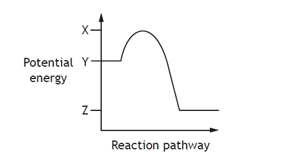 X
Potential Y
energy
Z
Reaction pathway